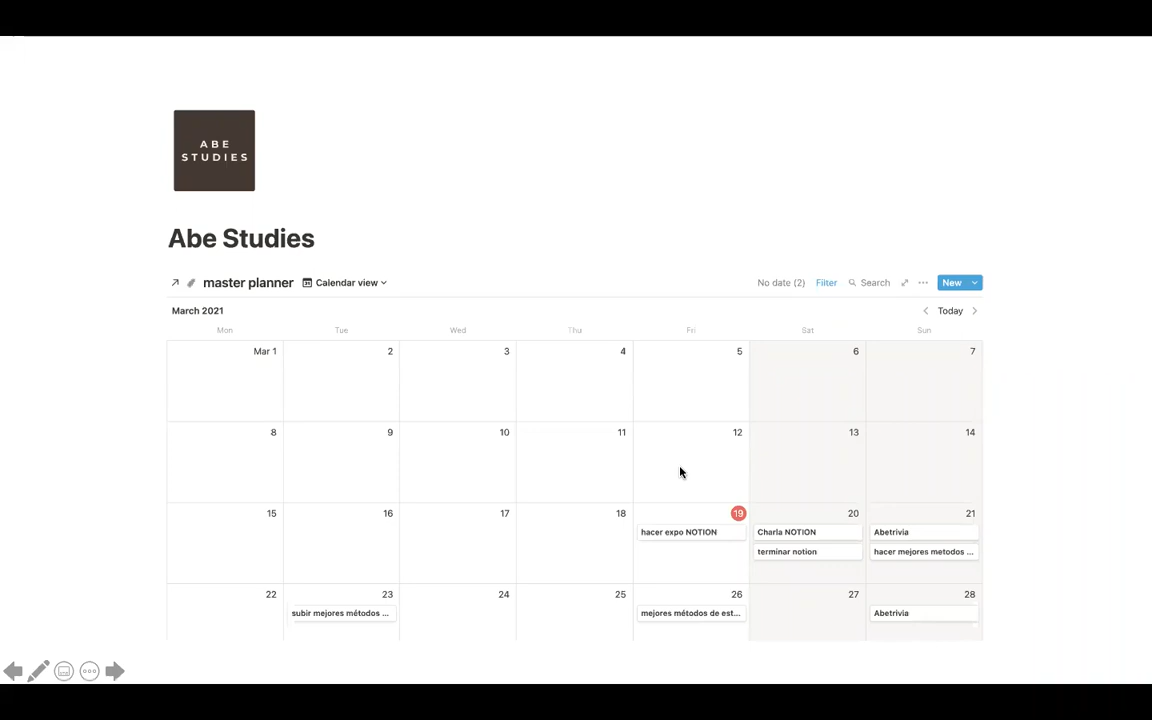 ABE
STUDIES
Abe Studies
master planner Calendar view No date (2) Filter Search ... New
March 2021 Today
Mon Tue Wed Thu Fri Sat Sun
Mar 1 2 3 4 5 6 7
8 9 10 11 12 13 14
15 16 17 18 19 20 21
hacer expo NOTION Charla NOTION Abetrivia
terminar notion hacer mejores metodos ...
22 23 24 25 26 27 28
subir mejores métodos ... mejores métodos de est... Abetrivia